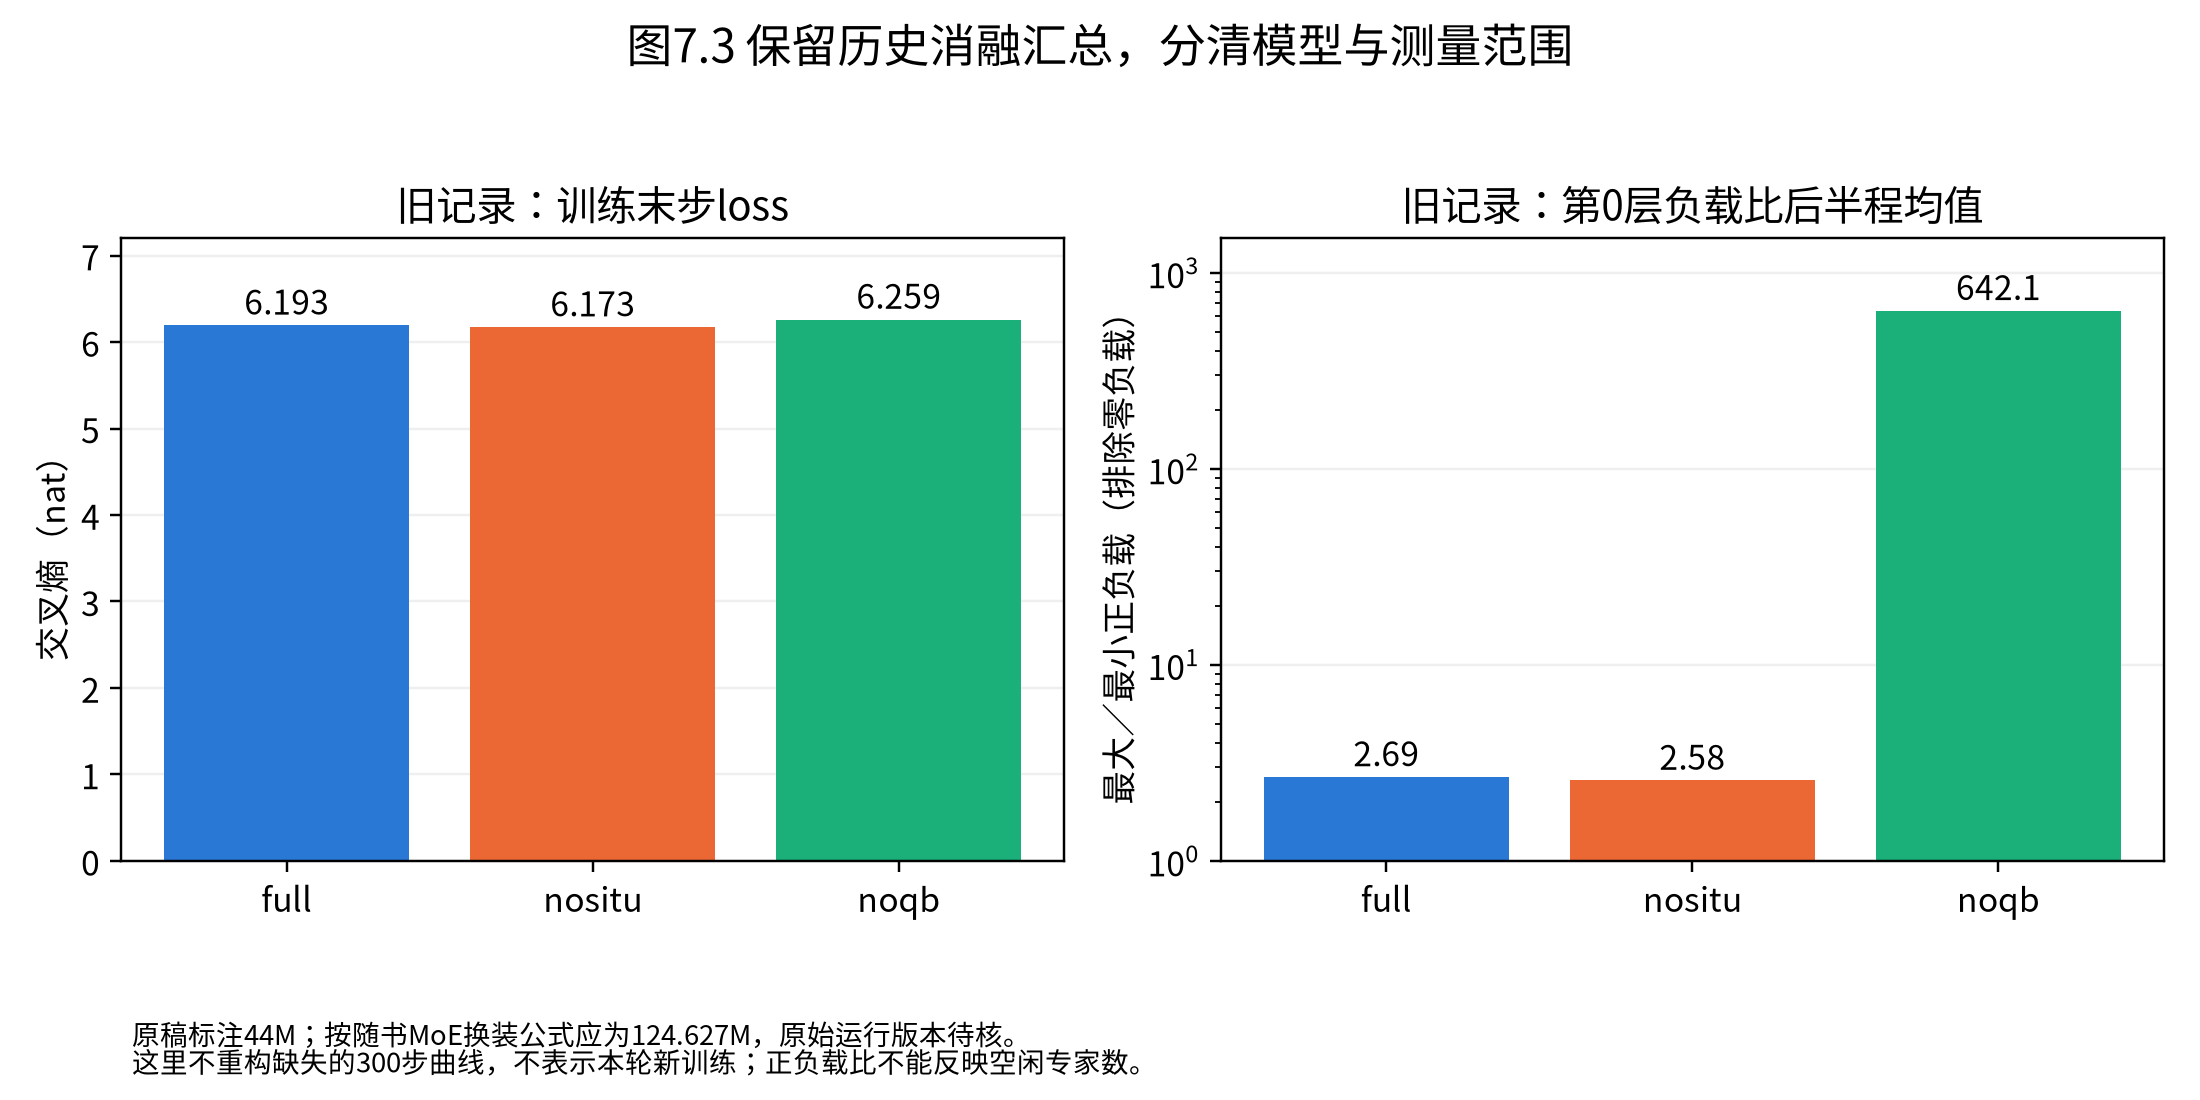 图7.3 保留历史消融汇总，分清模型与测量范围
旧记录：训练末步loss
交叉熵（nat）
7
6
5
4
3
2
1
0
6.193
6.173
6.259
full
nositu
noqb
旧记录：第0层负载比后半程均值
最大／最小正负载（排除零负载）
10³
10²
10¹
10⁰
2.69
2.58
642.1
full
nositu
noqb
原稿标注44M；按随书MoE换装公式应为124.627M，原始运行版本待核。
这里不重构缺失的300步曲线，不表示本轮新训练；正负载比不能反映空闲专家数。